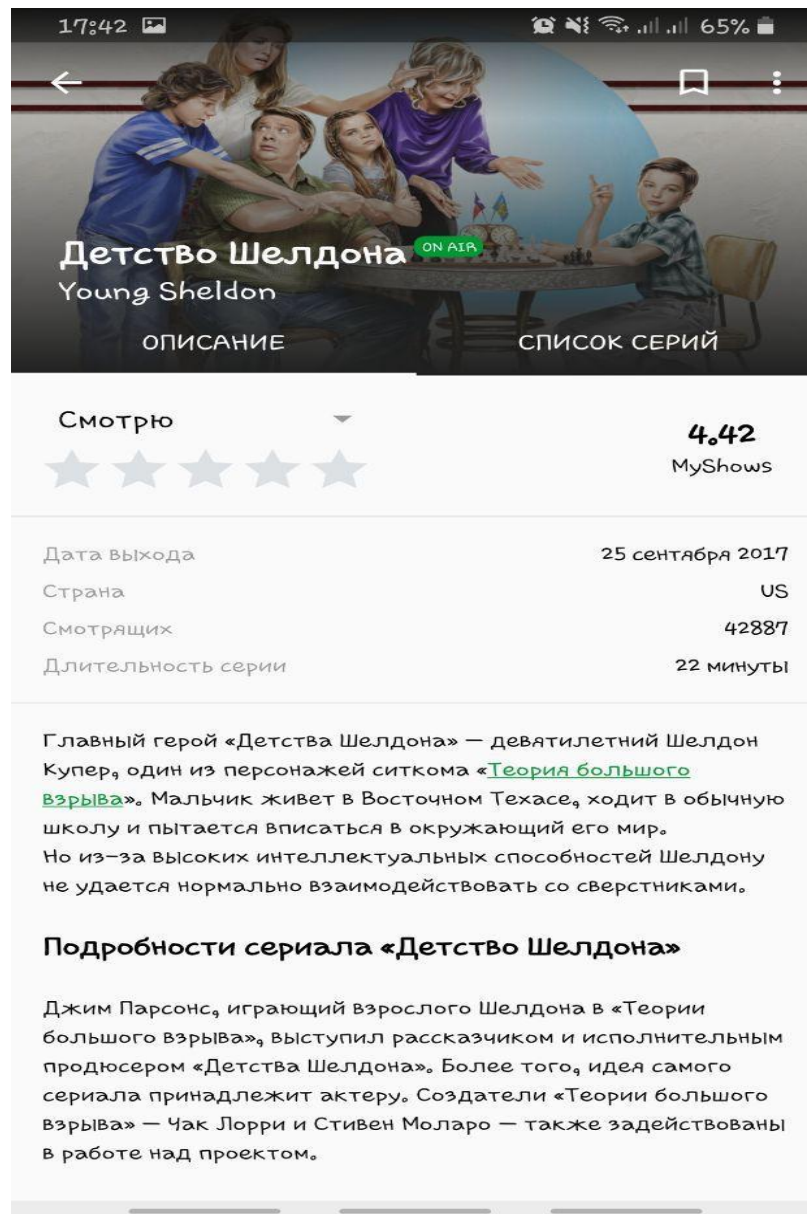 17:42 65%
Детство Шелдона ON AIR
Young Sheldon
ОПИСАНИЕ СПИСОК СЕРИЙ
Смотрю
4.42
MyShows
Дата выхода 25 сентября 2017
Страна US
Смотрящих 42887
Длительность серии 22 минуты
Главный герой «Детства Шелдона» — девятилетний Шелдон
Купер, один из персонажей ситкома «Теория большого
взрыва». Мальчик живет в Восточном Техасе, ходит в обычную
школу и пытается вписаться в окружающий его мир.
Но из-за высоких интеллектуальных способностей Шелдону
не удается нормально взаимодействовать со сверстниками.
Подробности сериала «Детство Шелдона»
Джим Парсонс, играющий взрослого Шелдона в «Теории
большого взрыва», выступил рассказчиком и исполнительным
продюсером «Детства Шелдона». Более того, идея самого
сериала принадлежит актеру. Создатели «Теории большого
взрыва» — Чак Лорри и Стивен Моларо — также задействованы
в работе над проектом.